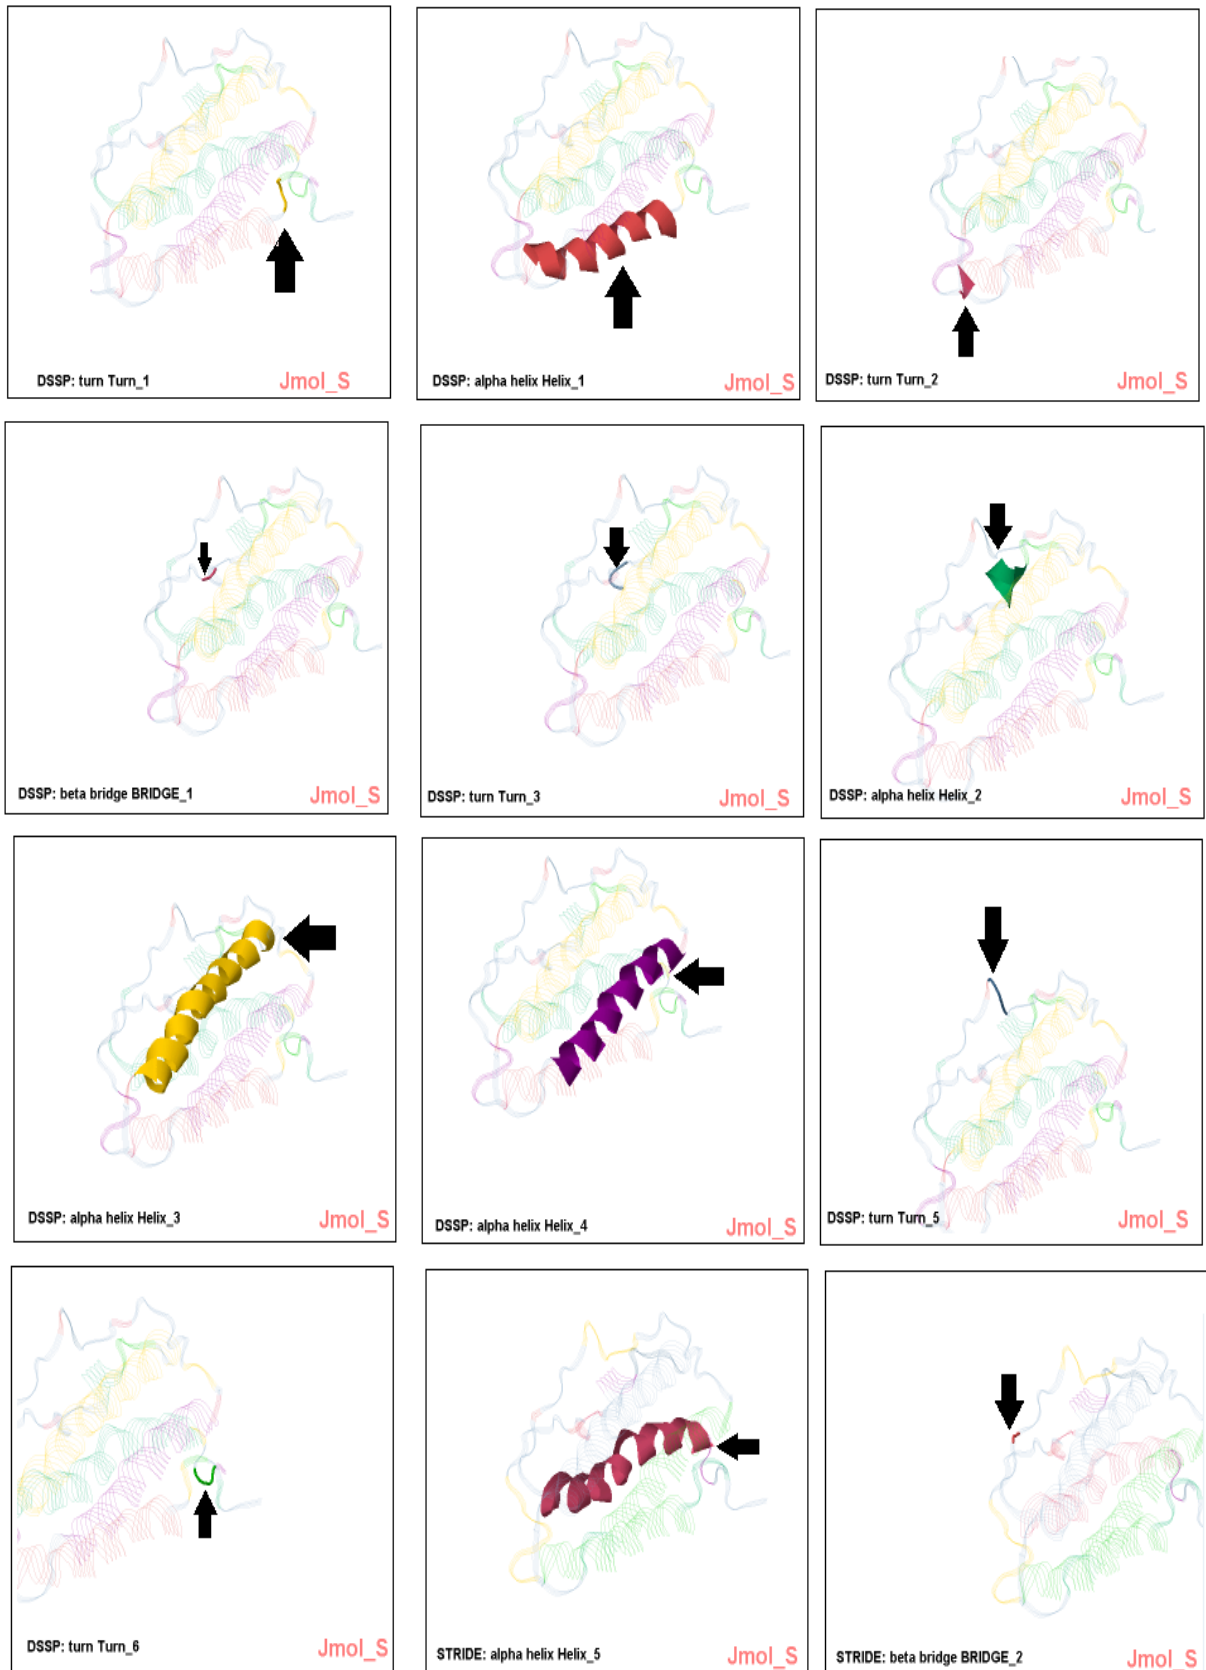 DSSP: turn Turn_1 Jmol_S
DSSP: alpha helix Helix_1 Jmol_S
DSSP: turn Turn_2 Jmol_S
DSSP: beta bridge BRIDGE_1 Jmol_S
DSSP: turn Turn_3 Jmol_S
DSSP: alpha helix Helix_2 Jmol_S
DSSP: alpha helix Helix_3 Jmol_S
DSSP: alpha helix Helix_4 Jmol_S
DSSP: turn Turn_5 Jmol_S
DSSP: turn Turn_6 Jmol_S
STRIDE: alpha helix Helix_5 Jmol_S
STRIDE: beta bridge BRIDGE_2 Jmol_S